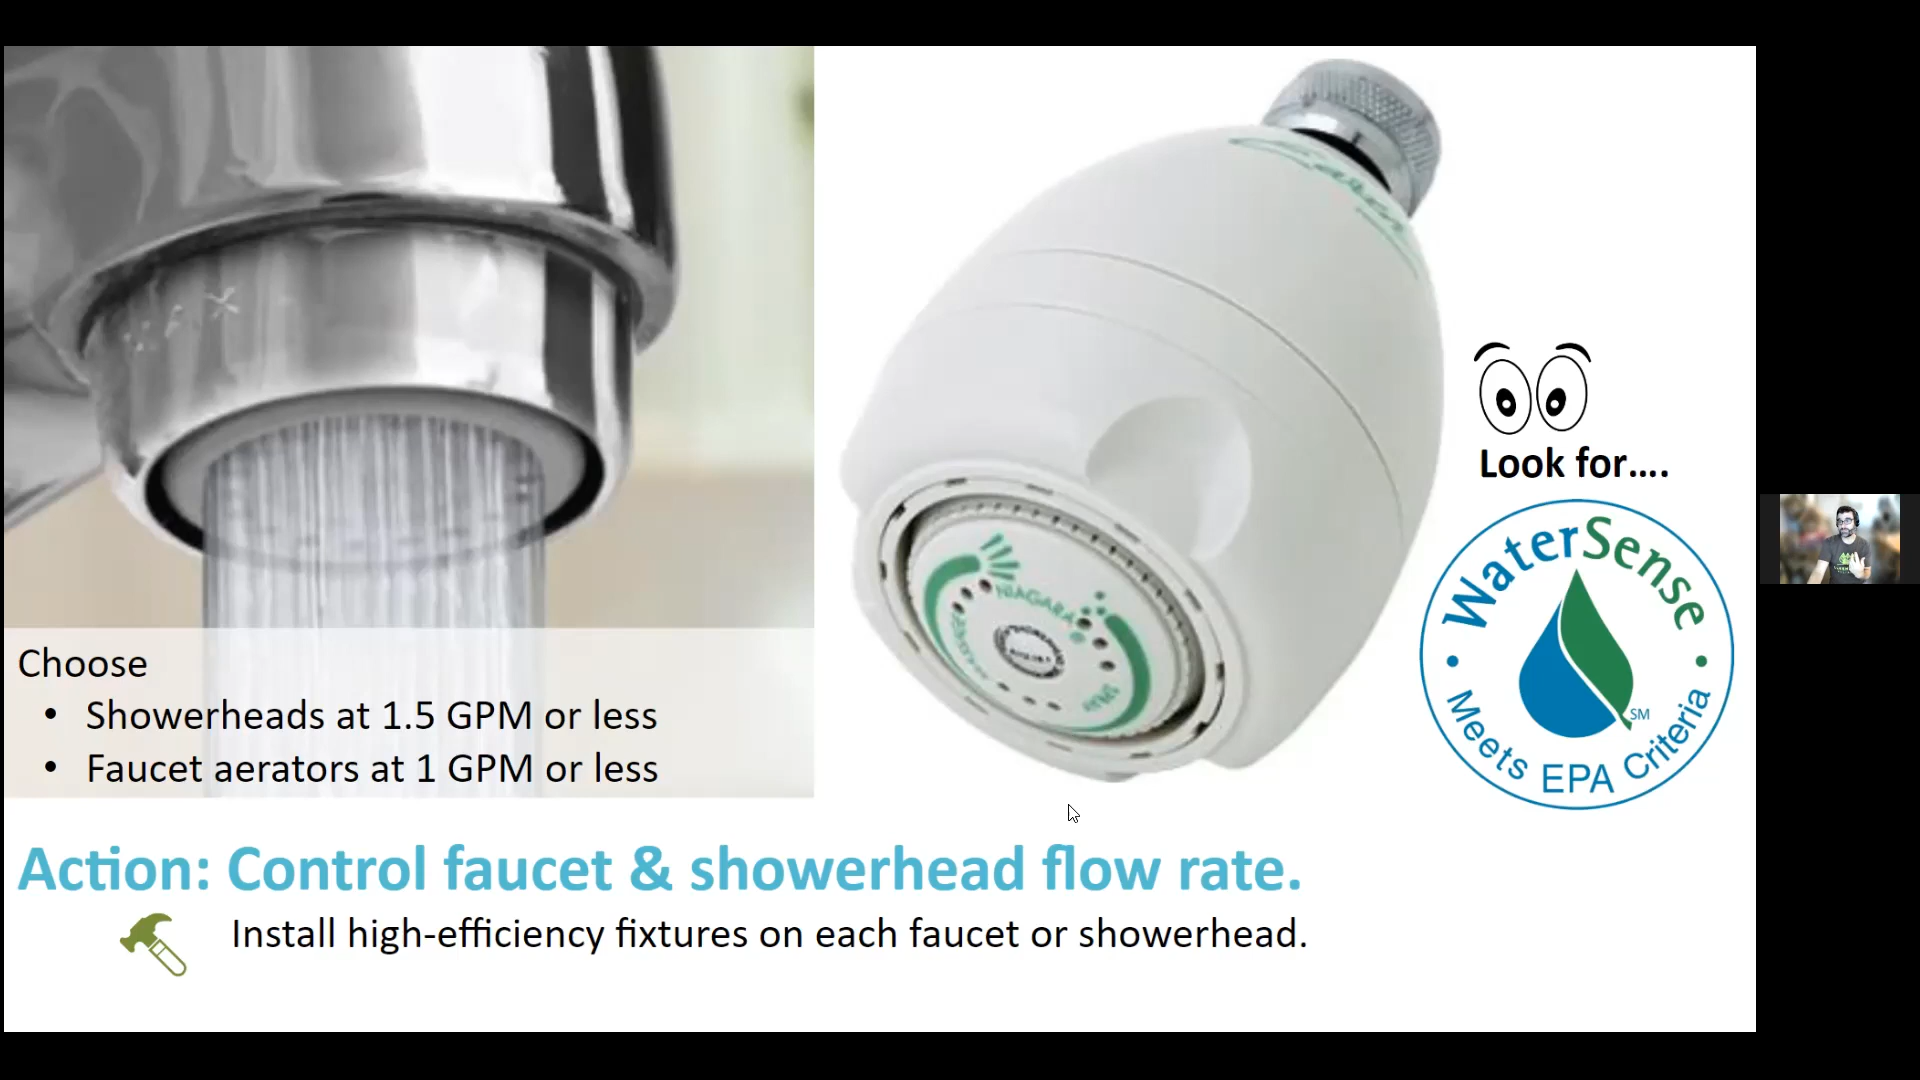 Look for....
WaterSense
Meets EPA Criteria
SM
NIAGARA
SPRAY
Choose
• Showerheads at 1.5 GPM or less
• Faucet aerators at 1 GPM or less
Action: Control faucet & showerhead flow rate.
Install high-efficiency fixtures on each faucet or showerhead.